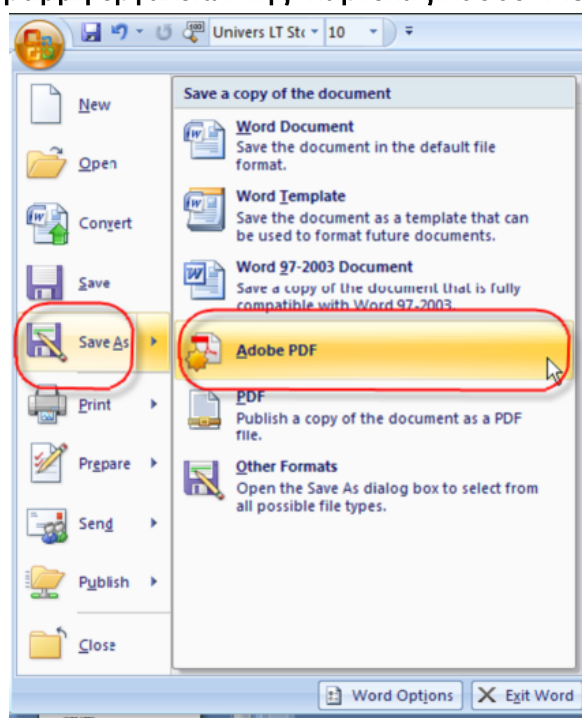 Univers LT Sto 10
New
Open
Convert
Save
Save As
Print
Prepare
Send
Publish
Close
Save a copy of the document
Word Document
Save the document in the default file
format.
Word Template
Save the document as a template that can
be used to format future documents.
Word 97-2003 Document
Save a copy of the document that is fully
compatible with Word 97-2003.
Adobe PDF
PDF
Publish a copy of the document as a PDF
file.
Other Formats
Open the Save As dialog box to select from
all possible file types.
Word Options
Exit Word